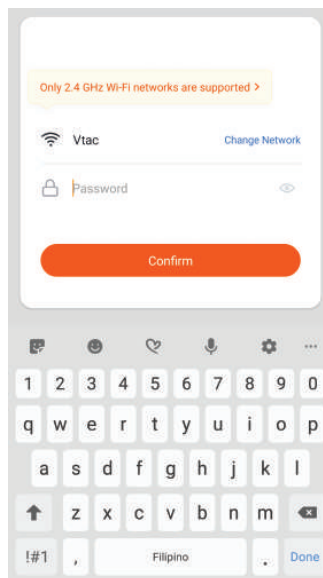 Only 2.4 GHz Wi-Fi networks are supported >
Vtac Change Network
Password
Confirm
1 2 3 4 5 6 7 8 9 0
q w e r t y u i o p
a s d f g h j k l
z x c v b n m
!#1 , Filipino . Done